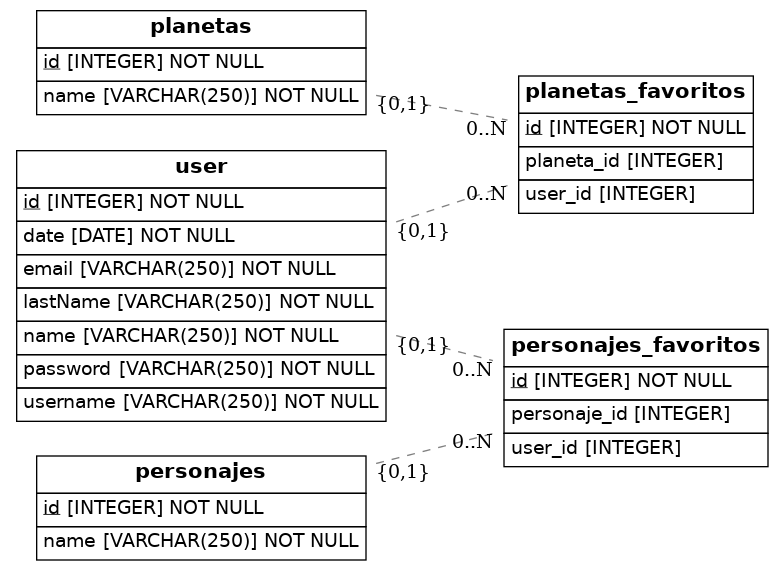 planetas
id [INTEGER] NOT NULL
name [VARCHAR(250)] NOT NULL
{0,1}
0..N
planetas_favoritos
id [INTEGER] NOT NULL
planeta_id [INTEGER]
user_id [INTEGER]
user
id [INTEGER] NOT NULL
date [DATE] NOT NULL
email [VARCHAR(250)] NOT NULL
lastName [VARCHAR(250)] NOT NULL
name [VARCHAR(250)] NOT NULL
password [VARCHAR(250)] NOT NULL
username [VARCHAR(250)] NOT NULL
0..N
{0,1}
{0,1}
0..N
personajes_favoritos
id [INTEGER] NOT NULL
personaje_id [INTEGER]
user_id [INTEGER]
personajes
id [INTEGER] NOT NULL
name [VARCHAR(250)] NOT NULL
0..N
{0,1}